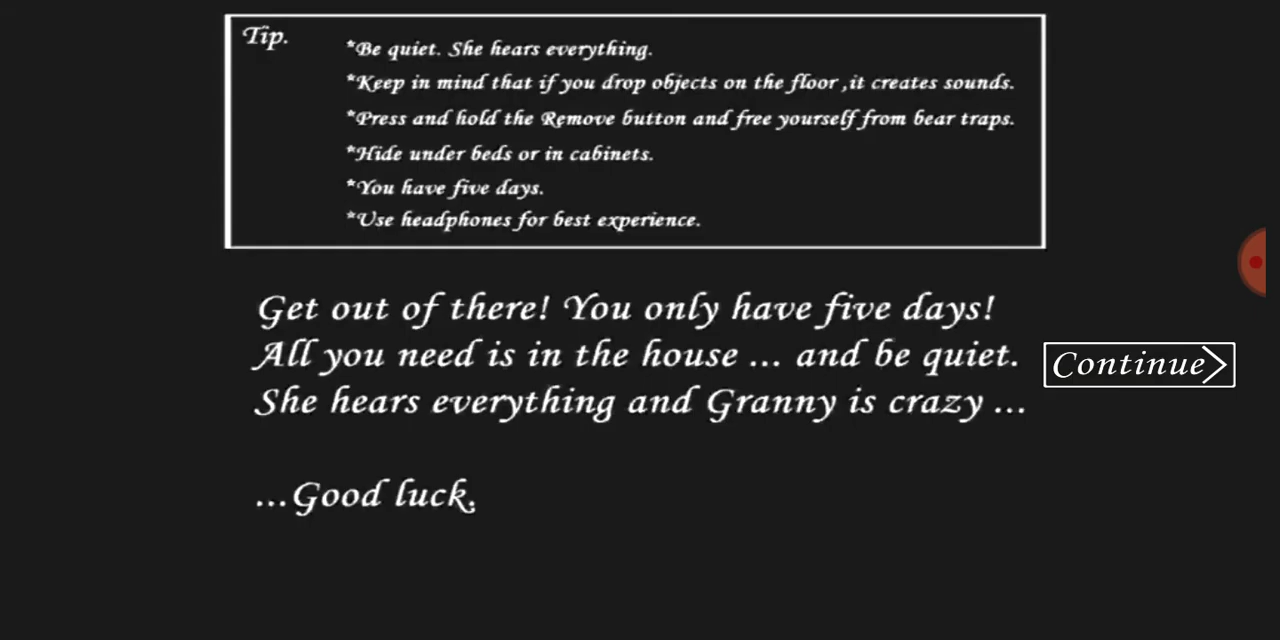 Tip.
*Be quiet. She hears everything.
*Keep in mind that if you drop objects on the floor ,it creates sounds.
*Press and hold the Remove button and free yourself from bear traps.
*Hide under beds or in cabinets.
*You have five days.
*Use headphones for best experience.
Get out of there! You only have five days!
All you need is in the house ... and be quiet.
She hears everything and Granny is crazy ...
Continue
...Good luck.